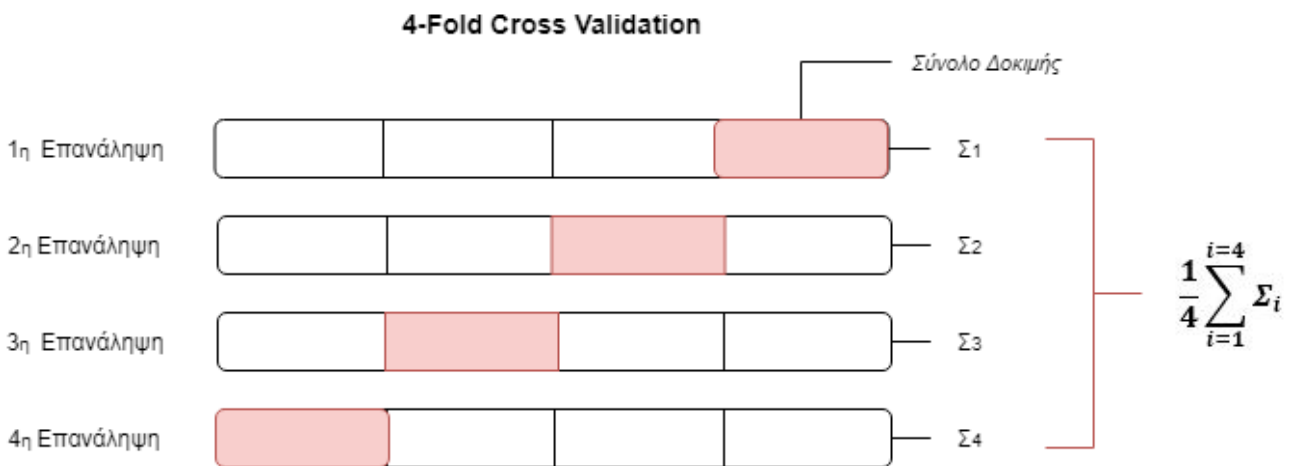 4-Fold Cross Validation
Σύνολο Δοκιμής
1η Επανάληψη
Σ1
2η Επανάληψη
Σ2
3η Επανάληψη
Σ3
4η Επανάληψη
Σ4
i=4
1/4 ∑ Σi
i=1